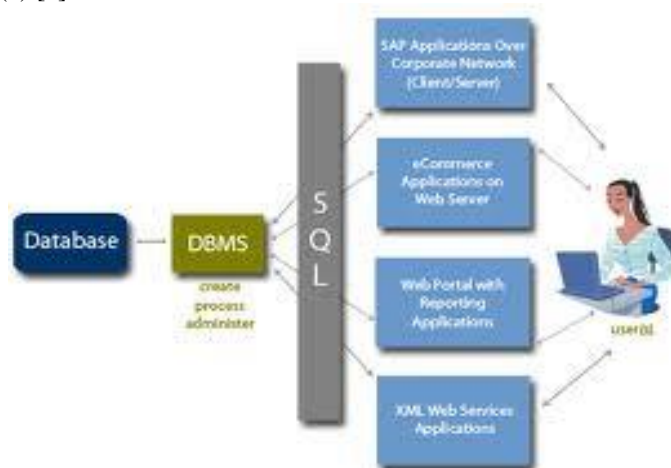 SAP Applications Over
Corporate Network
(Client/Server)
eCommerce
Applications on
Web Server
Database
DBMS
create
process
administer
S
Q
L
Web Portal with
Reporting
Applications
user(s)
XML Web Services
Applications